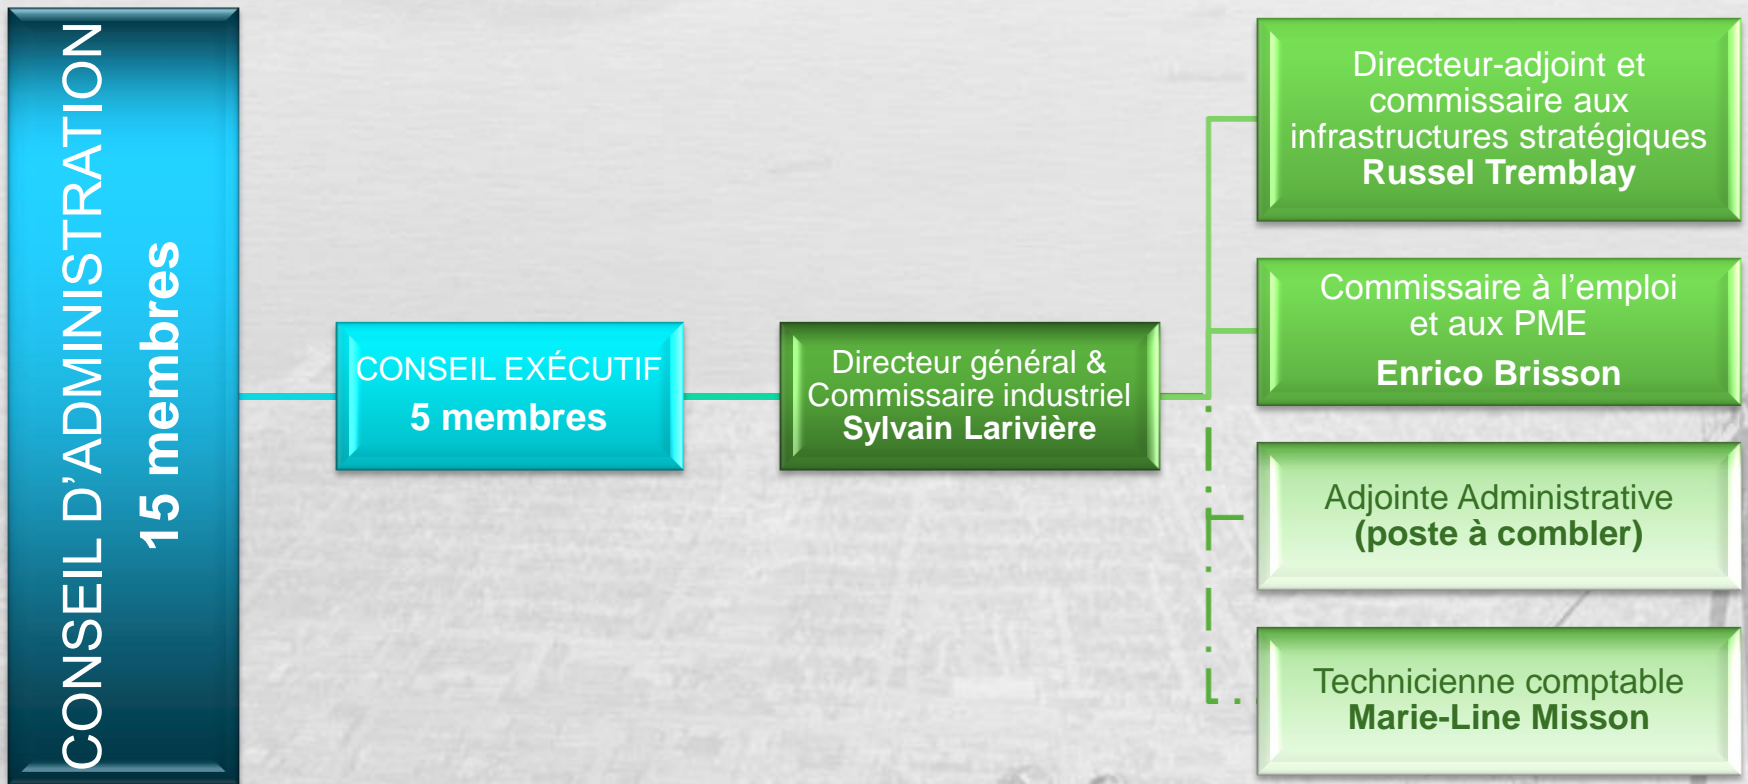 CONSEIL D’ADMINISTRATION
15 membres
CONSEIL EXÉCUTIF
5 membres
Directeur général &
Commissaire industriel
Sylvain Larivière
Directeur-adjoint et
commissaire aux
infrastructures stratégiques
Russel Tremblay
Commissaire à l’emploi
et aux PME
Enrico Brisson
Adjointe Administrative
(poste à combler)
Technicienne comptable
Marie-Line Misson